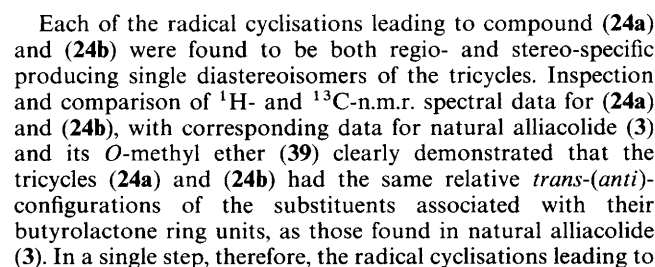 Each of the radical cyclisations leading to compound (24a)
and (24b) were found to be both regio- and stereo-specific
producing single diastereoisomers of the tricycles. Inspection
and comparison of ¹H- and ¹³C-n.m.r. spectral data for (24a)
and (24b), with corresponding data for natural alliacolide (3)
and its O-methyl ether (39) clearly demonstrated that the
tricycles (24a) and (24b) had the same relative trans-(anti)-
configurations of the substituents associated with their
butyrolactone ring units, as those found in natural alliacolide
(3). In a single step, therefore, the radical cyclisations leading to